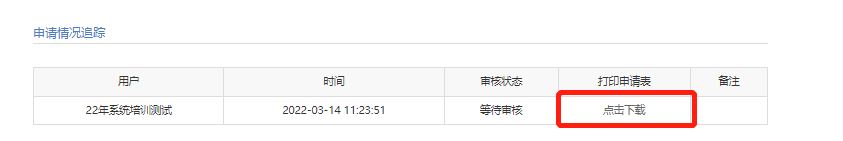 申请情况追踪
用户 时间 审核状态 打印申请表 备注
22年系统培训测试 2022-03-14 11:23:51 等待审核 点击下载